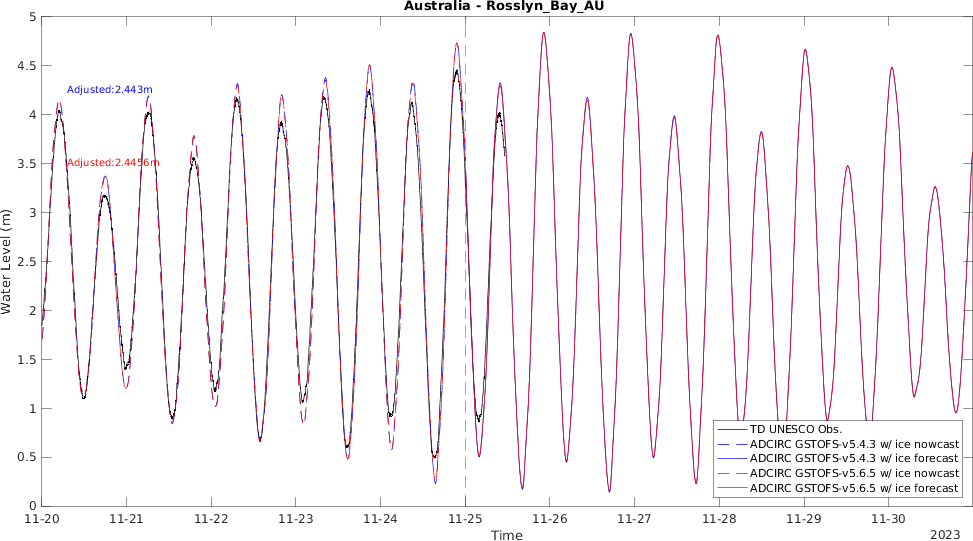 Australia - Rosslyn_Bay_AU
Water Level (m)
5
4.5
4
3.5
3
2.5
2
1.5
1
0.5
0
Adjusted:2.443m
Adjusted:2.4456m
TD UNESCO Obs.
ADCIRC GSTOFS-v5.4.3 w/ ice nowcast
ADCIRC GSTOFS-v5.4.3 w/ ice forecast
ADCIRC GSTOFS-v5.6.5 w/ ice nowcast
ADCIRC GSTOFS-v5.6.5 w/ ice forecast
11-20 11-21 11-22 11-23 11-24 11-25 11-26 11-27 11-28 11-29 11-30
Time
2023